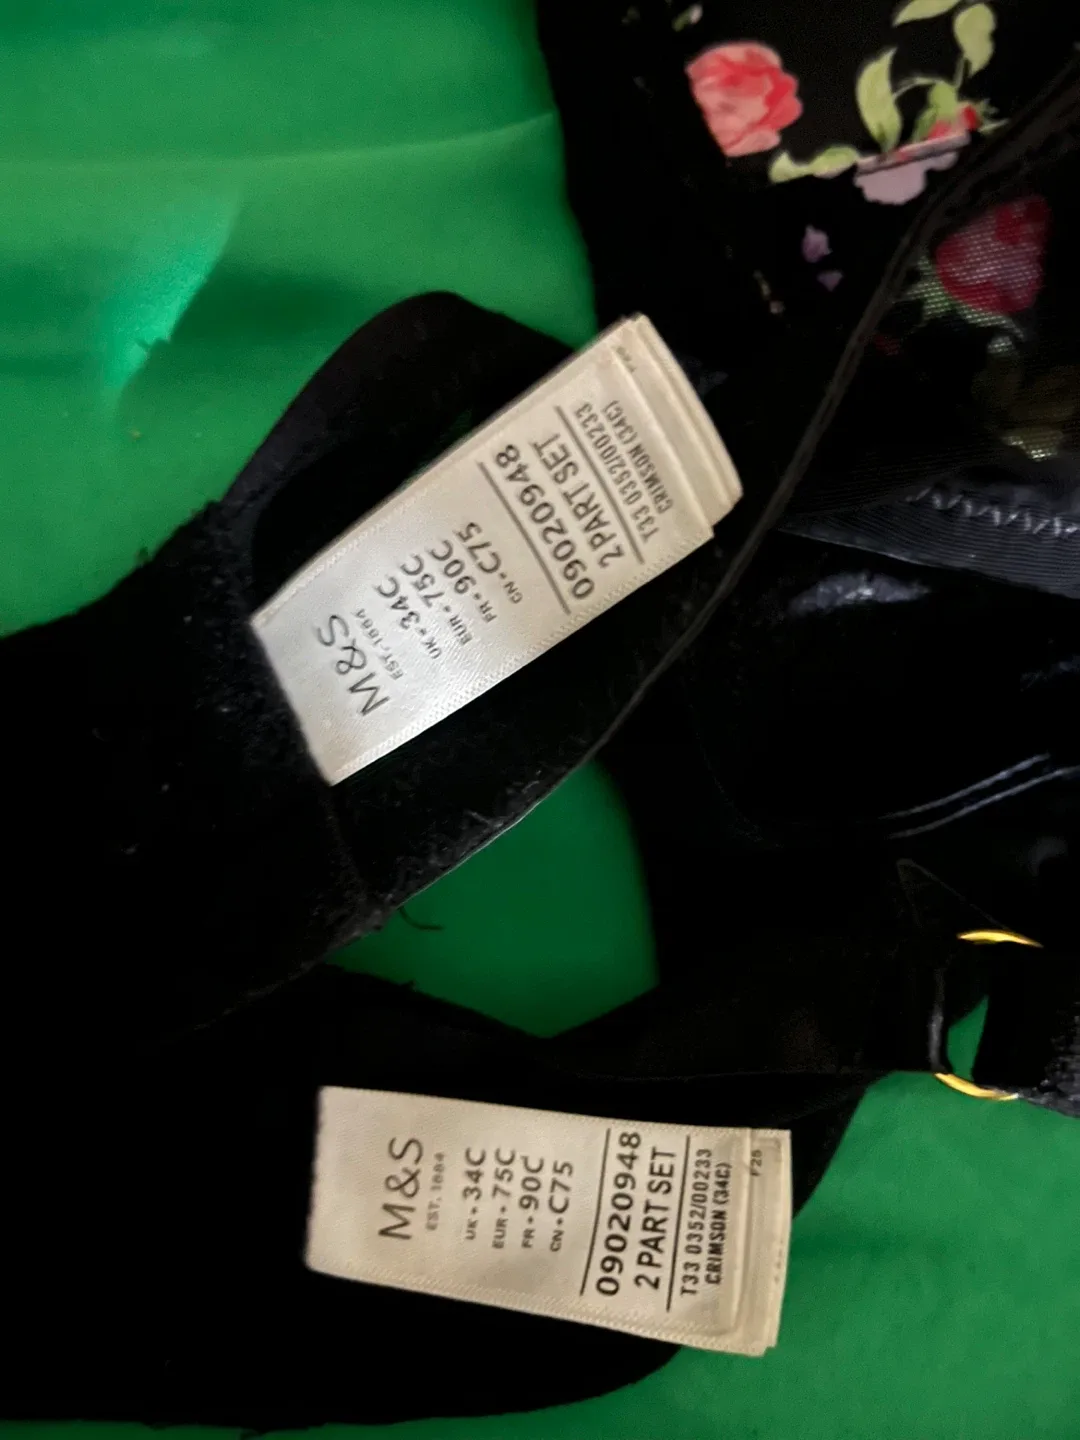 M&S
EST. 1884
UK - 34C
EUR - 75C
FR - 90C
CN - C75
09020948
2 PART SET
T33 0352/00233
CRIMSON (34C)
M&S
EST. 1884
UK - 34C
EUR - 75C
FR - 90C
CN - C75
09020948
2 PART SET
T33 0352/00233
CRIMSON (34C)
F25